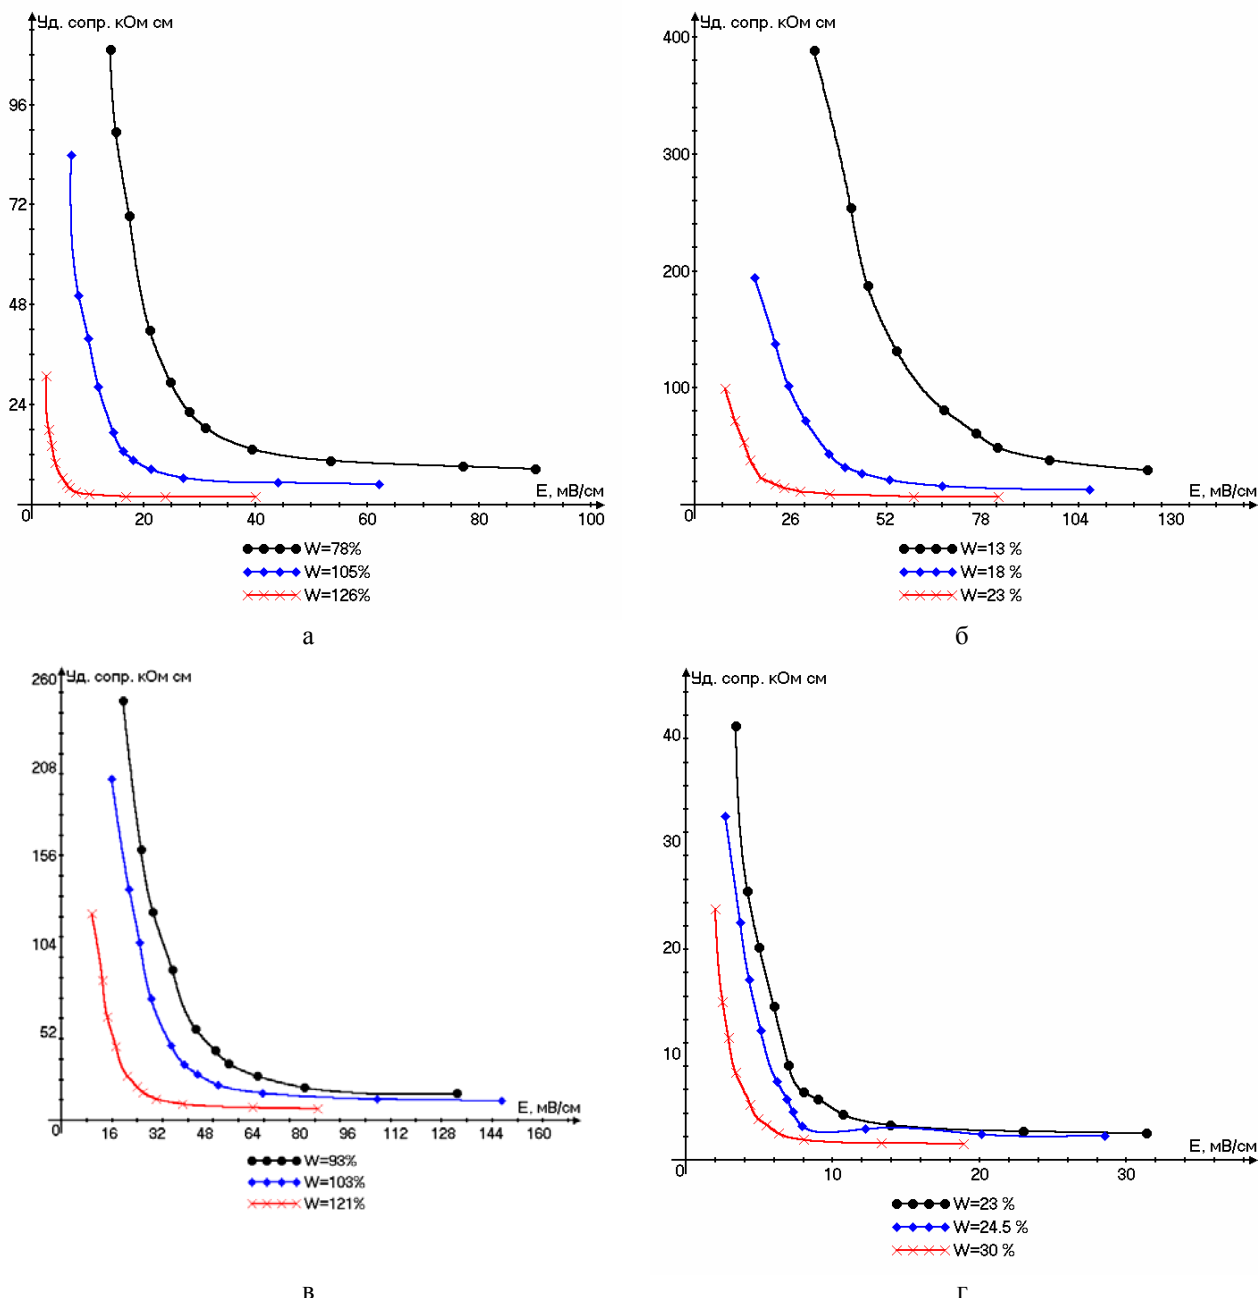 Уд. сопр. кОм см
96
72
48
24
0
20
40
60
80
100
E, мВ/см
W=78%
W=105%
W=126%
а
Уд. сопр. кОм см
400
300
200
100
0
26
52
78
104
130
E, мВ/см
W=13 %
W=18 %
W=23 %
б
Уд. сопр. кОм см
260
208
156
104
52
0
16
32
48
64
80
96
112
128
144
160
E, мВ/см
W=93%
W=103%
W=121%
в
Уд. сопр. кОм см
40
30
20
10
0
10
20
30
E, мВ/см
W=23 %
W=24.5 %
W=30 %
г